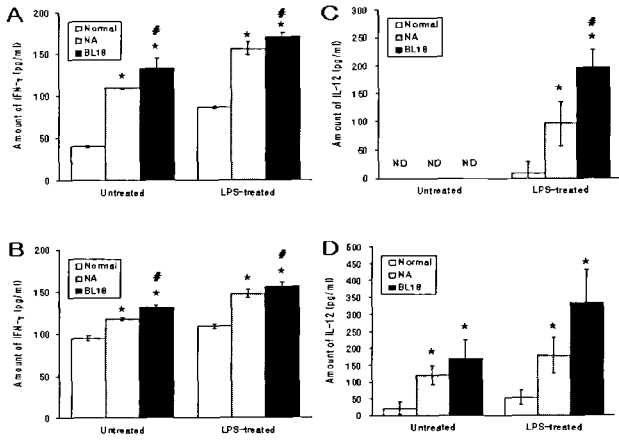 A
Amount of IFN-γ (pg/ml)
200
150
100
50
0
Normal
NA
BL18
*
#
*
*
#
*
Untreated
LPS-treated
C
Amount of IL-12 (pg/ml)
300
250
200
150
100
50
0
Normal
NA
BL18
ND
ND
ND
*
#
*
Untreated
LPS-treated
B
Amount of IFN-γ (pg/ml)
200
150
100
50
0
Normal
NA
BL18
*
#
*
*
#
*
Untreated
LPS-treated
D
Amount of IL-12 (pg/ml)
500
450
400
350
300
250
200
150
100
50
0
Normal
NA
BL18
*
*
*
*
Untreated
LPS-treated